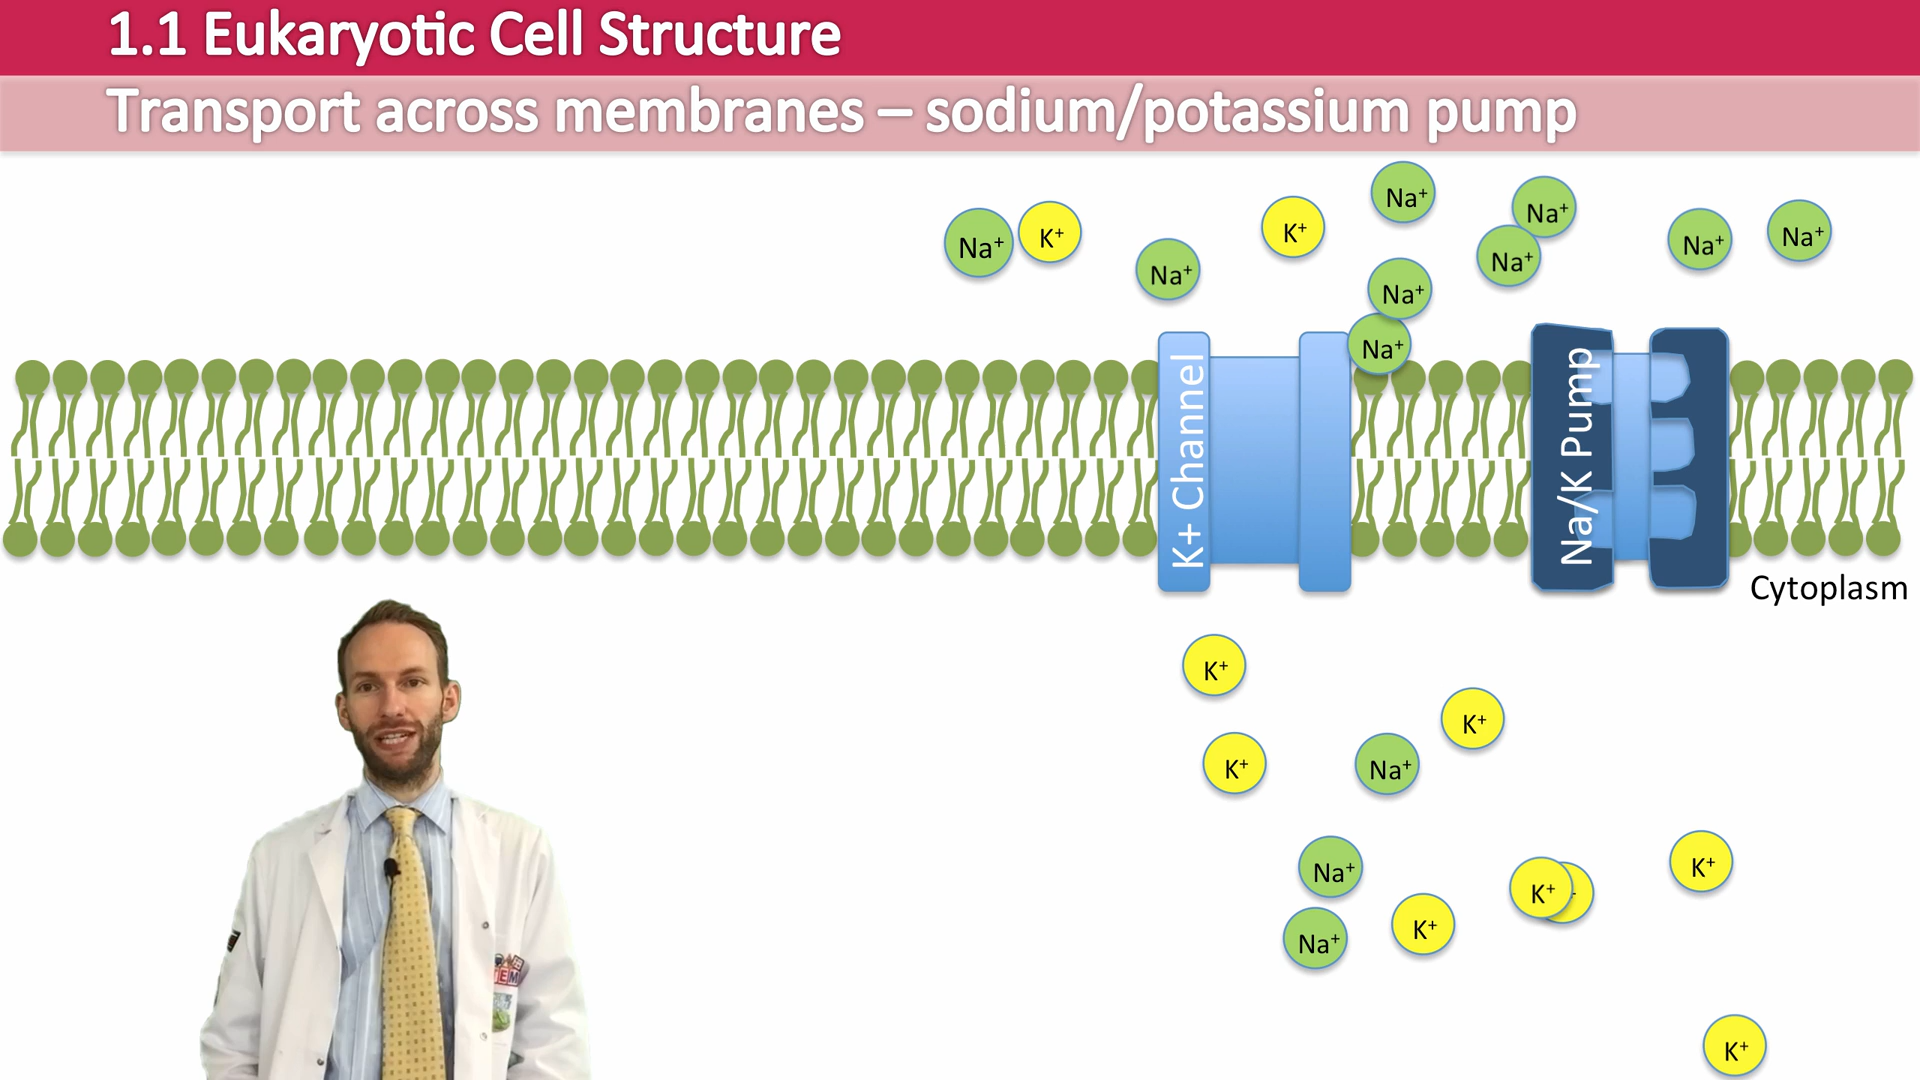 1.1 Eukaryotic Cell Structure
Transport across membranes – sodium/potassium pump
Na+
Na+
Na+
Na+
K+
K+
Na+
Na+
Na+
Na+
Na+
K+ Channel
Na/K Pump
Cytoplasm
K+
K+
K+
Na+
Na+
K+
K+
K+
Na+
K+